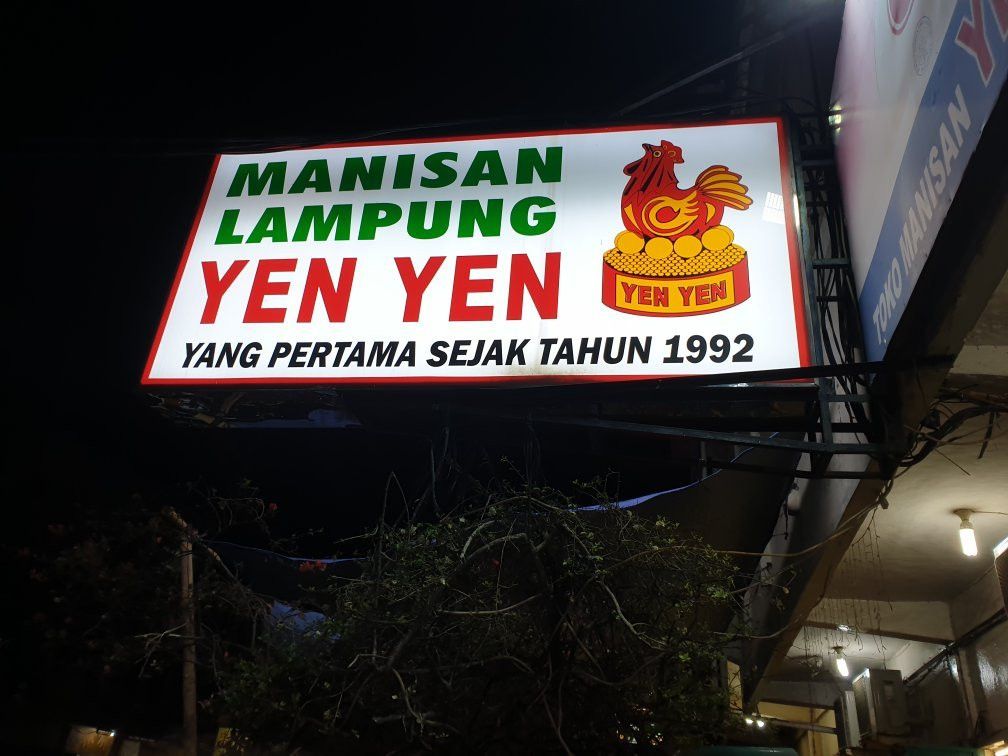 MANISAN
LAMPUNG
YEN YEN
YANG PERTAMA SEJAK TAHUN 1992
YEN YEN
TOKO MANISAN